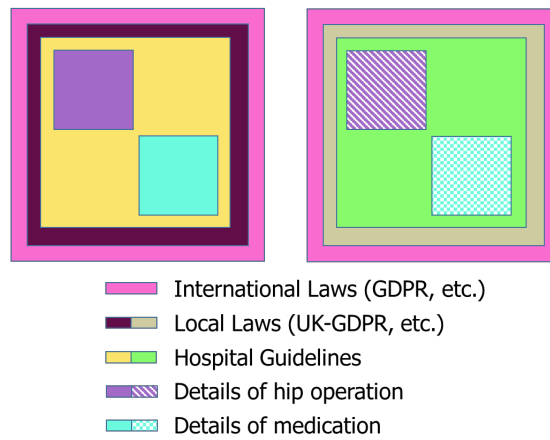 International Laws (GDPR, etc.)
Local Laws (UK-GDPR, etc.)
Hospital Guidelines
Details of hip operation
Details of medication